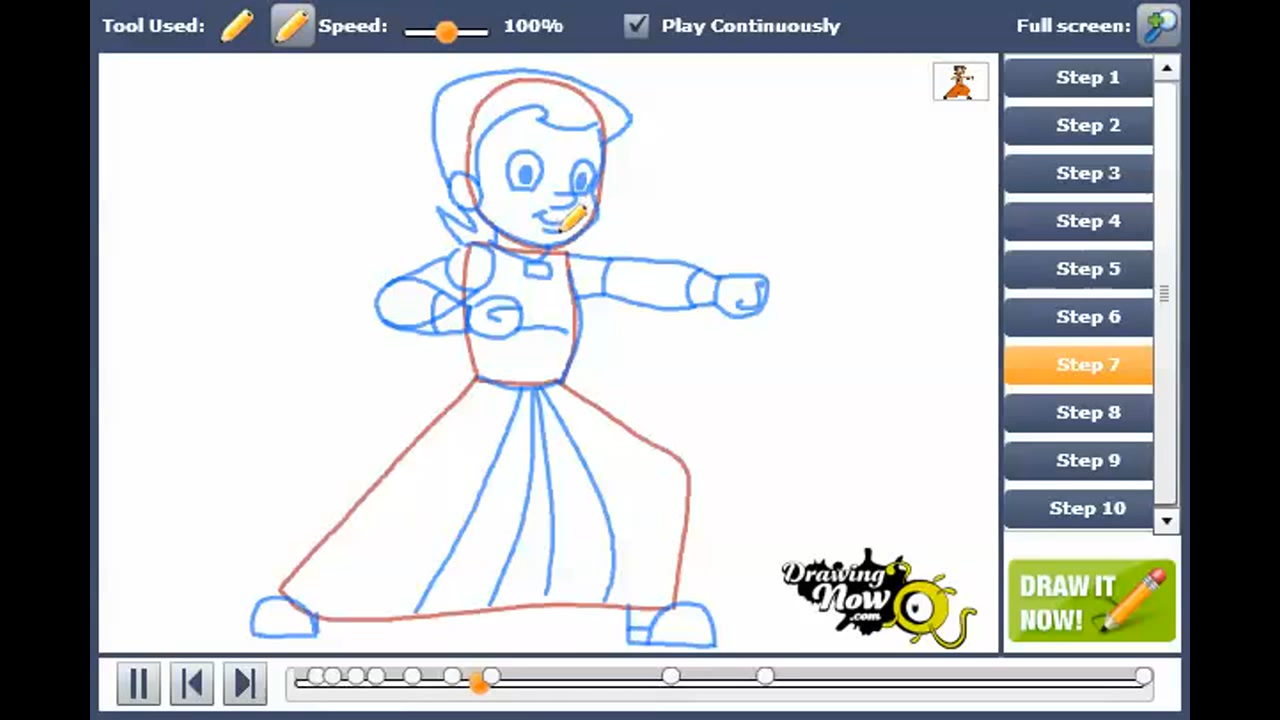 Tool Used:
Speed:
100%
Play Continuously
Full screen:
Step 1
Step 2
Step 3
Step 4
Step 5
Step 6
Step 7
Step 8
Step 9
Step 10
Drawing
Now
.com
DRAW IT
NOW!